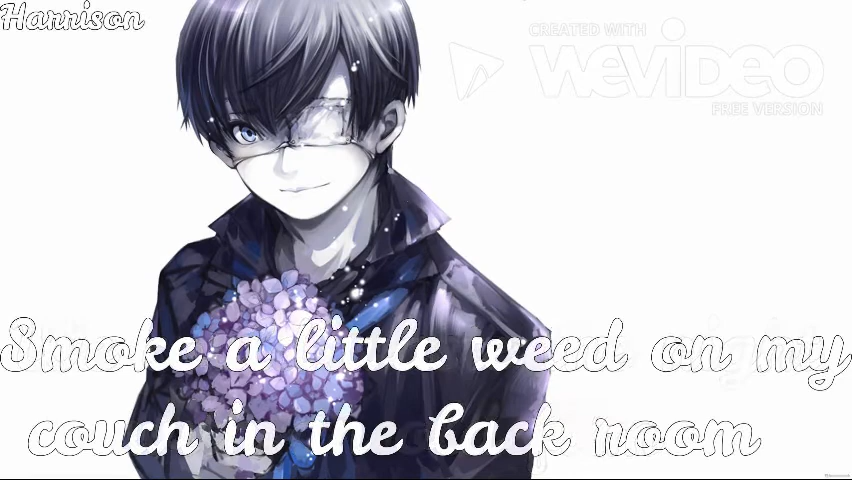 Harrison
CREATED WITH
WEVIDEO
FREE VERSION
Smoke a little weed on my
couch in the back room